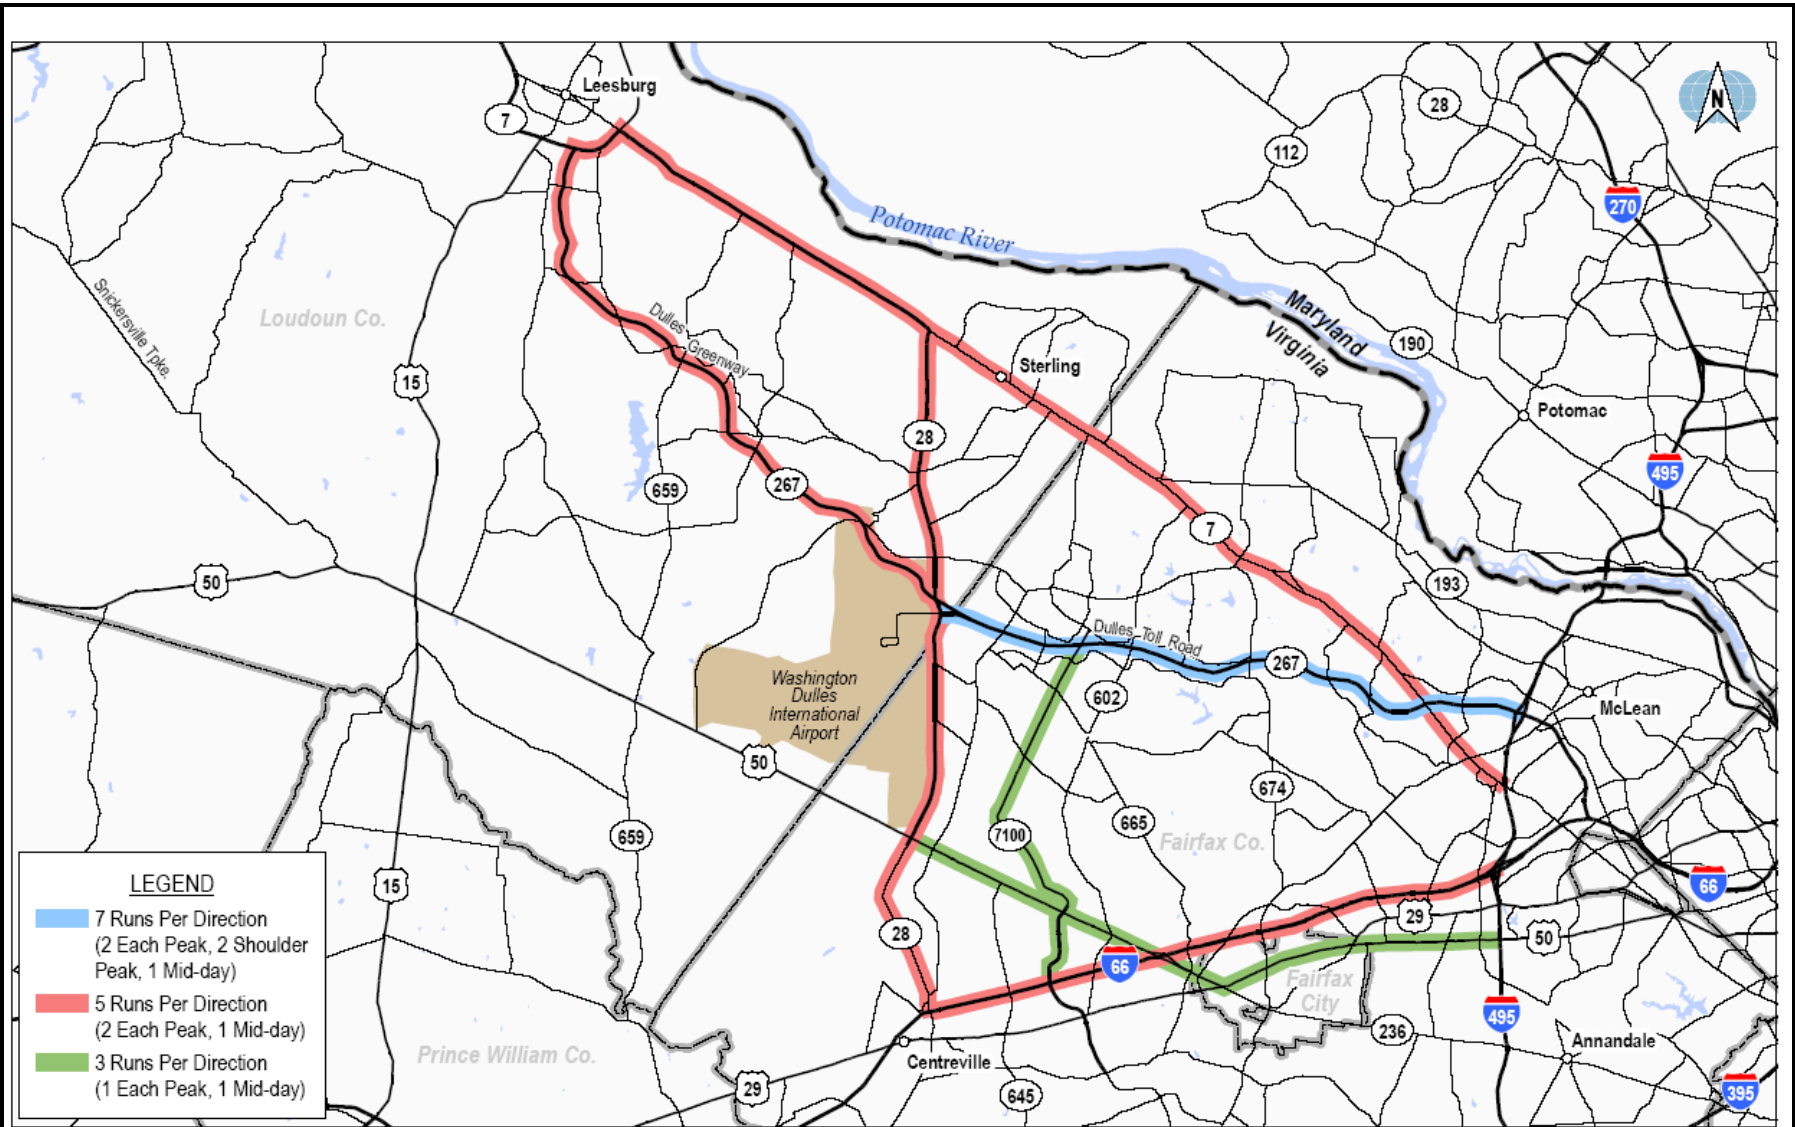 Leesburg
7
28
N
112
270
Potomac River
Snickersville Tpke.
Loudoun Co.
Dulles
Greenway
Maryland
Virginia
190
15
Sterling
Potomac
28
495
659
267
7
50
193
Dulles Toll Road
267
602
McLean
Washington
Dulles
International
Airport
50
674
659
7100
665
Fairfax Co.
15
66
29
28
50
66
Fairfax
City
495
236
Annandale
Prince William Co.
Centreville
29
645
395
LEGEND
7 Runs Per Direction
(2 Each Peak, 2 Shoulder
Peak, 1 Mid-day)
5 Runs Per Direction
(2 Each Peak, 1 Mid-day)
3 Runs Per Direction
(1 Each Peak, 1 Mid-day)